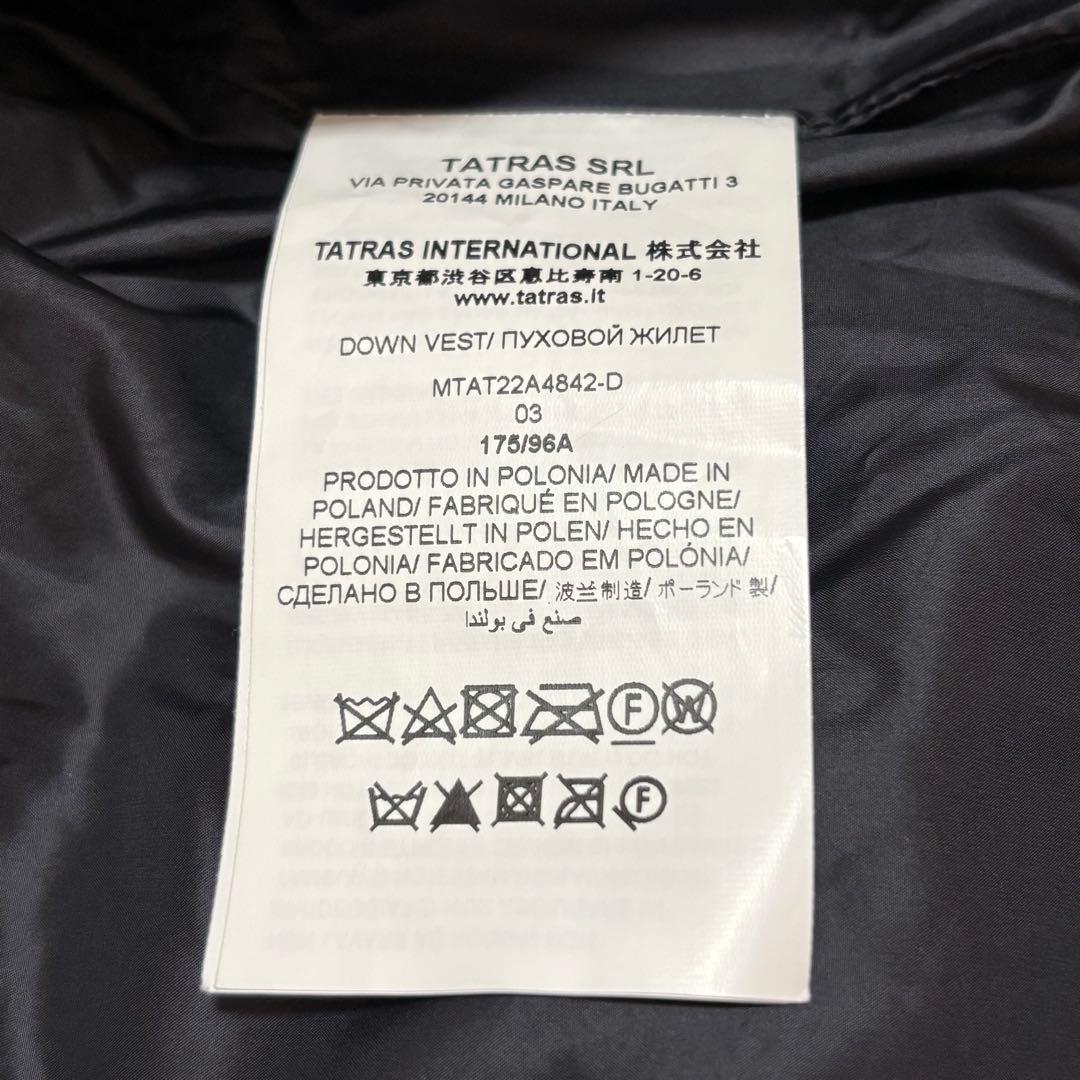 TATRAS SRL
VIA PRIVATA GASPARE BUGATTI 3
20144 MILANO ITALY
TATRAS INTERNATIONAL 株式会社
東京都渋谷区恵比寿南 1-20-6
www.tatras.it
DOWN VEST/ ПУХОВОЙ ЖИЛЕТ
MTAT22A4842-D
03
175/96A
PRODOTTO IN POLONIA/ MADE IN
POLAND/ FABRIQUÉ EN POLOGNE/
HERGESTELLT IN POLEN/ HECHO EN
POLONIA/ FABRICADO EM POLÓNIA/
СДЕЛАНО В ПОЛЬШЕ/ 波兰制造/ ポーランド 製/
صنع في بولندا
F W
F